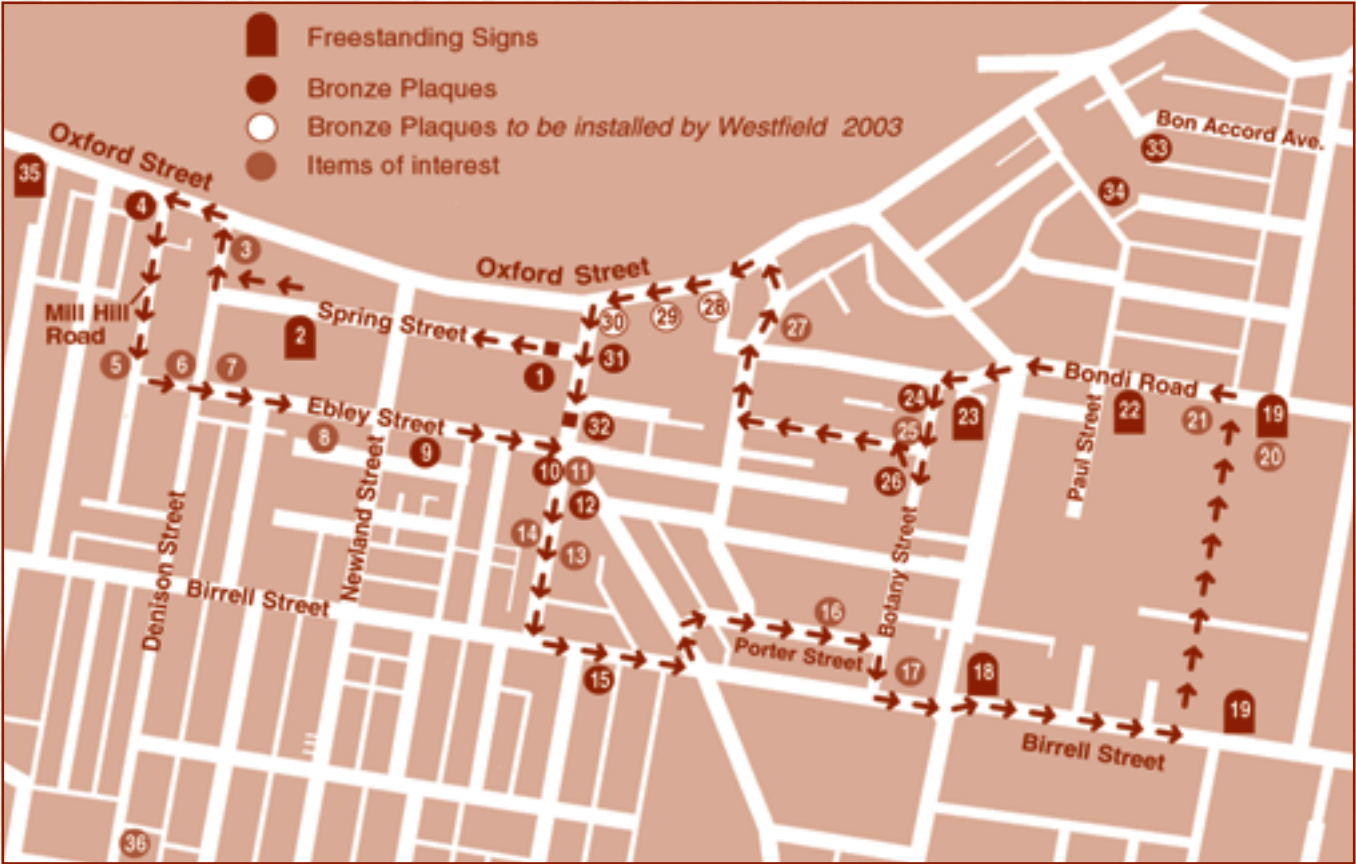 Freestanding Signs
Bronze Plaques
Bronze Plaques to be installed by Westfield 2003
Items of interest
Oxford Street
Bon Accord Ave.
33
35
34
4
3
Oxford Street
Mill Hill
Road
Spring Street
2
30
29
28
27
1
31
5
6
7
Ebley Street
32
Bondi Road
24
23
22
21
19
25
20
8
9
10
11
26
12
Paul Street
14
13
Newland Street
Denison Street
Botany Street
Birrell Street
16
Porter Street
15
17
18
19
Birrell Street
36